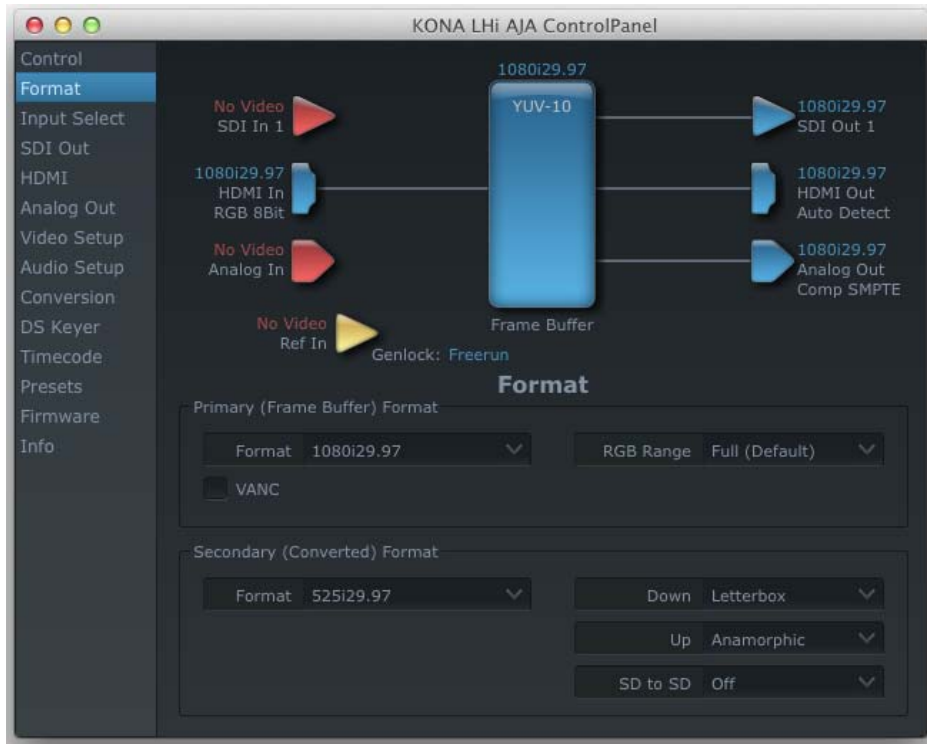 KONA LHi AJA ControlPanel
Control
Format
Input Select
SDI Out
HDMI
Analog Out
Video Setup
Audio Setup
Conversion
DS Keyer
Timecode
Presets
Firmware
Info
1080i29.97
YUV-10
Frame Buffer
No Video
SDI In 1
1080i29.97
HDMI In
RGB 8Bit
No Video
Analog In
No Video
Ref In
Genlock: Freerun
1080i29.97
SDI Out 1
1080i29.97
HDMI Out
Auto Detect
1080i29.97
Analog Out
Comp SMPTE
Format
Primary (Frame Buffer) Format
Format 1080i29.97
RGB Range Full (Default)
VANC
Secondary (Converted) Format
Format 525i29.97
Down Letterbox
Up Anamorphic
SD to SD Off